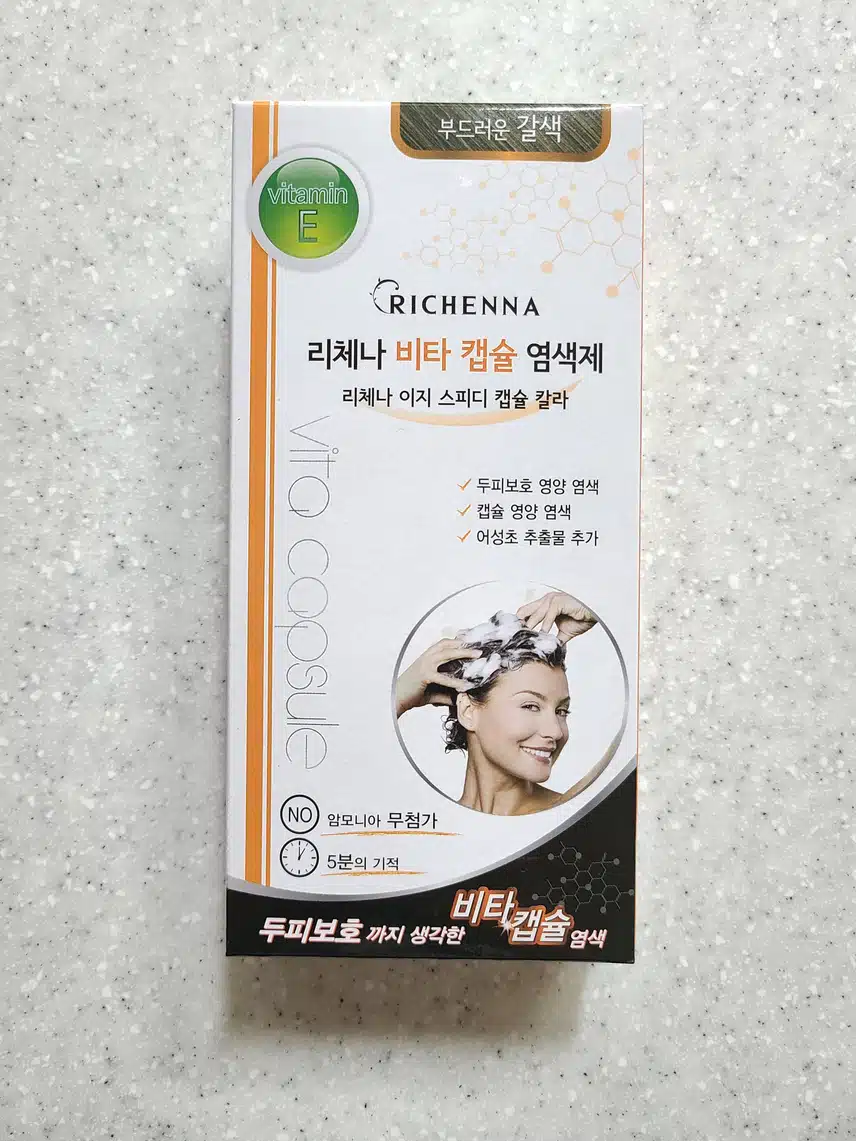 부드러운 갈색
vitamin
E
RICHENNA
리체나 비타 캡슐 염색제
리체나 이지 스피디 캡슐 칼라
vita capsule
두피보호 영양 염색
캡슐 영양 염색
어성초 추출물 추가
NO 암모니아 무첨가
5분의 기적
두피보호 까지 생각한 비타캡슐 염색